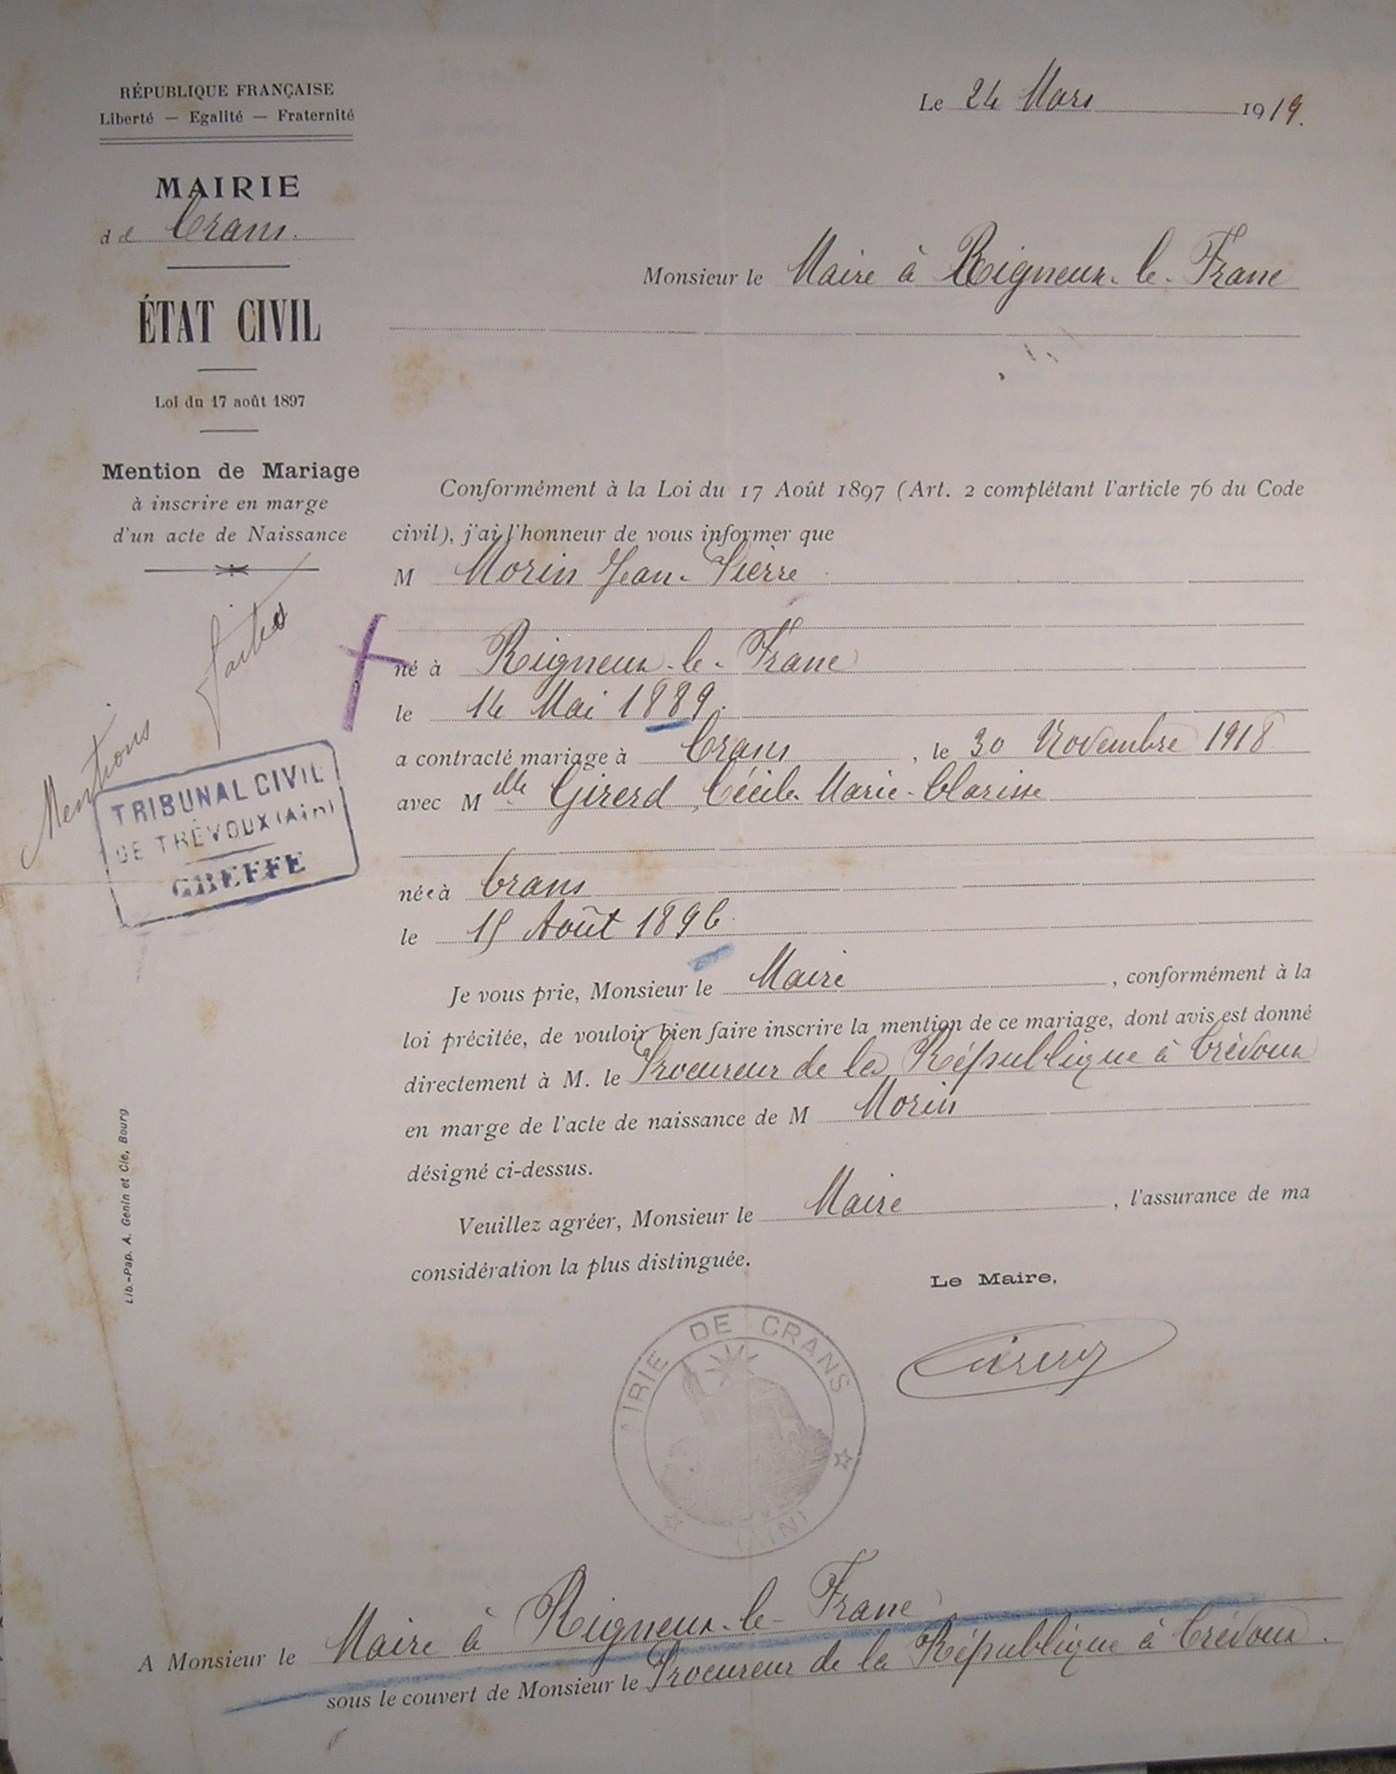 RÉPUBLIQUE FRANÇAISE
Liberté — Egalité — Fraternité
MAIRIE
de Crans.
ÉTAT CIVIL
Loi du 17 août 1897
Mention de Mariage
à inscrire en marge
d'un acte de Naissance
Mentions faites
TRIBUNAL CIVIL
DE TRÉVOUX (Ain)
GREFFE
Lib.-Pap. A. Genin et Cie, Bourg
Le 24 Mars 1919.
Monsieur le Maire à Rigneux-le-Franc
Conformément à la Loi du 17 Août 1897 (Art. 2 complétant l'article 76 du Code
civil), j'ai l'honneur de vous informer que
M Morin Jean-Pierre
né à Rigneux-le-Franc
le 14 Mai 1889.
a contracté mariage à Crans, le 30 Novembre 1918
avec Melle Girerd Cécile Marie-Clarisse
née à Crans
le 15 Août 1896
Je vous prie, Monsieur le Maire, conformément à la
loi précitée, de vouloir bien faire inscrire la mention de ce mariage, dont avis est donné
directement à M. le Procureur de la République à Trévoux
en marge de l'acte de naissance de M Morin
désigné ci-dessus.
Veuillez agréer, Monsieur le Maire, l'assurance de ma
considération la plus distinguée.
Le Maire,
IRIE DE CRANS
(AIN)
A Monsieur le Maire à Rigneux-le-Franc
sous le couvert de Monsieur le Procureur de la République à Trévoux.